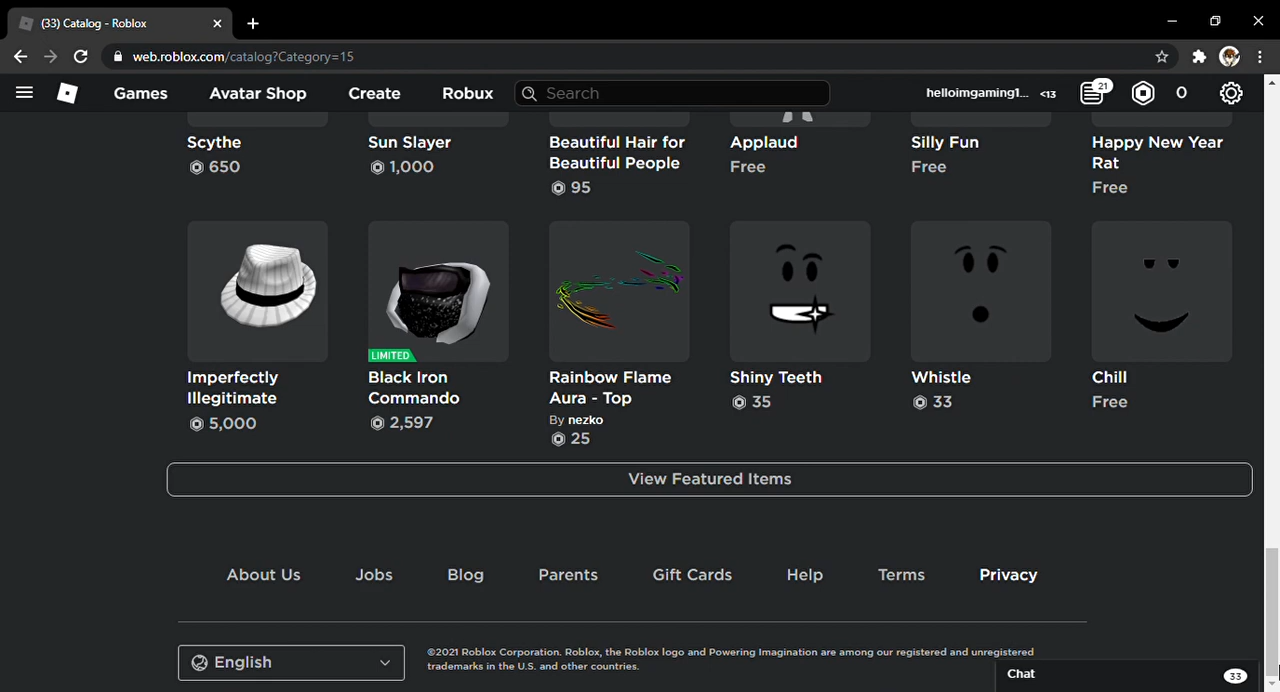 (33) Catalog - Roblox
web.roblox.com/catalog?Category=15
Games Avatar Shop Create Robux Search helloimgaming1... <13 21 0
Scythe
650
Sun Slayer
1,000
Beautiful Hair for
Beautiful People
95
Applaud
Free
Silly Fun
Free
Happy New Year
Rat
Free
Imperfectly
Illegitimate
5,000
LIMITED
Black Iron
Commando
2,597
Rainbow Flame
Aura - Top
By nezko
25
Shiny Teeth
35
Whistle
33
Chill
Free
View Featured Items
About Us Jobs Blog Parents Gift Cards Help Terms Privacy
English
©2021 Roblox Corporation. Roblox, the Roblox logo and Powering Imagination are among our registered and unregistered
trademarks in the U.S. and other countries.
Chat 33